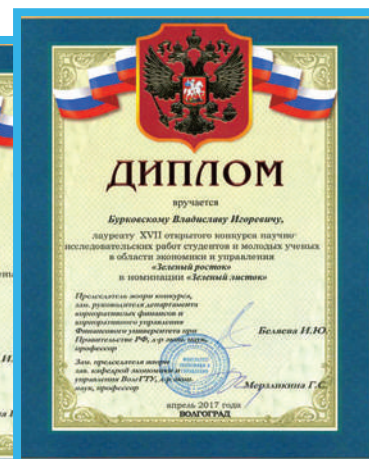 ДИПЛОМ
вручается
Бурковскому Владиславу Игоревичу,
лауреату XVII открытого конкурса научно-
исследовательских работ студентов и молодых ученых
в области экономики и управления
«Зеленый росток»
в номинации «Зеленый листок»
Председатель жюри конкурса,
зам. руководителя департамента
корпоративных финансов и
корпоративного управления
Финансового университета при
Правительстве РФ, д-р экон. наук,
профессор
Беляева И.Ю.
Зам. председателя жюри
зав. кафедрой экономики и
управления ВолгГТУ, д-р экон.
наук, профессор
Мерзликина Г.С.
апрель 2017 года
ВОЛГОГРАД